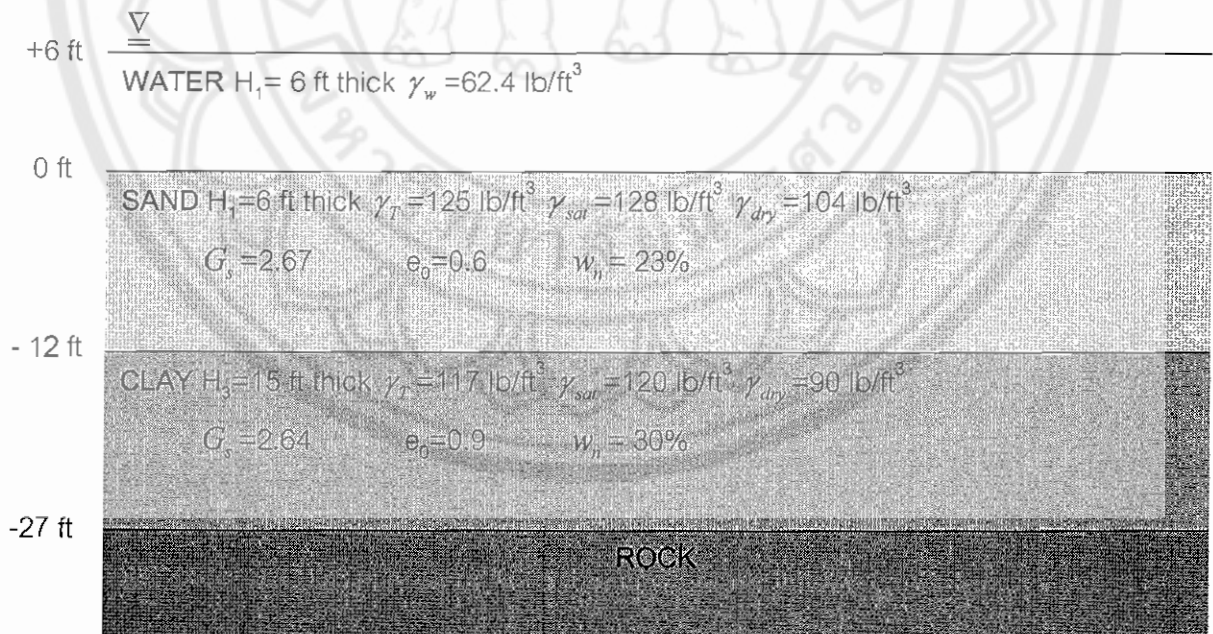 +6 ft
WATER H₁= 6 ft thick γw =62.4 lb/ft³
0 ft
SAND H₁=6 ft thick γT =125 lb/ft³ γsat =128 lb/ft³ γdry =104 lb/ft³
Gs =2.67 e₀=0.6 wn = 23%
- 12 ft
CLAY H₃=15 ft thick γT =117 lb/ft³ γsat =120 lb/ft³ γdry =90 lb/ft³
Gs =2.64 e₀=0.9 wn = 30%
-27 ft
ROCK